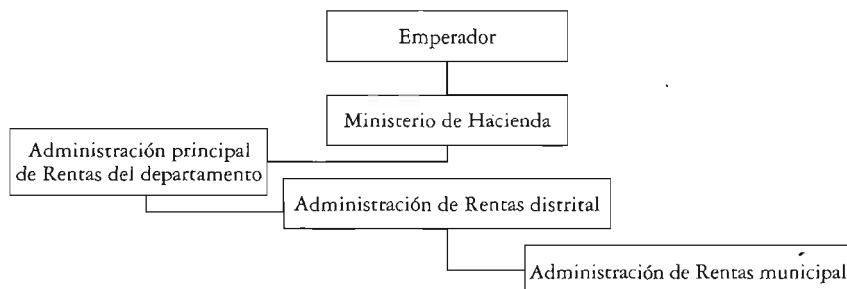 Emperador
Ministerio de Hacienda
Administración principal
de Rentas del departamento
Administración de Rentas distrital
Administración de Rentas municipal